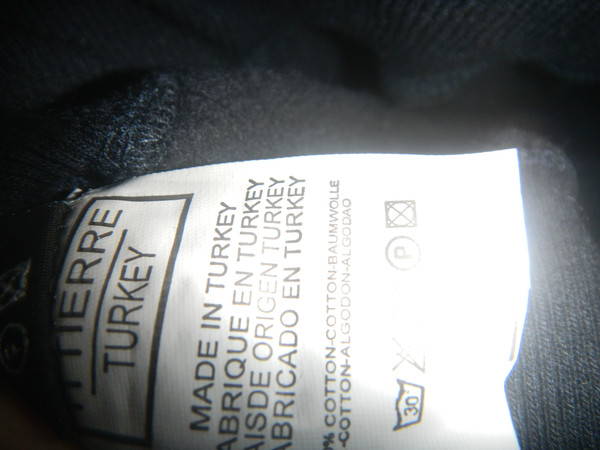 TIERRE
TURKEY
MADE IN TURKEY
ABRIQUE EN TURKEY
AISDE ORIGEN TURKEY
ABRICADO EN TURKEY
% COTTON-COTTON-BAUMWOLLE
-COTTON-ALGODON-ALGODAO
P
30